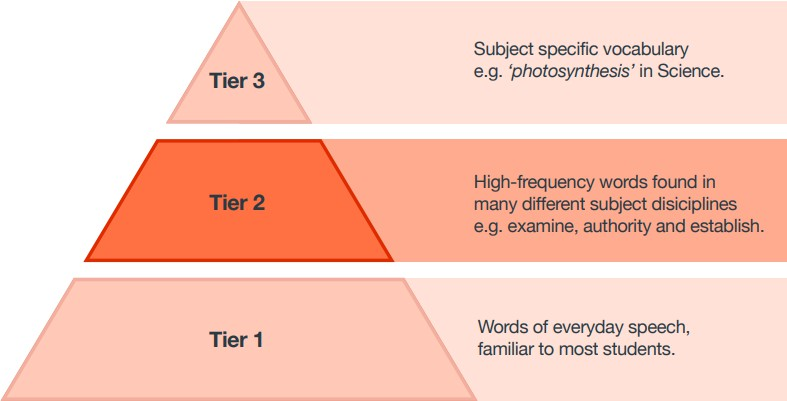 Tier 3
Subject specific vocabulary
e.g. ‘photosynthesis’ in Science.
Tier 2
High-frequency words found in
many different subject disiciplines
e.g. examine, authority and establish.
Tier 1
Words of everyday speech,
familiar to most students.